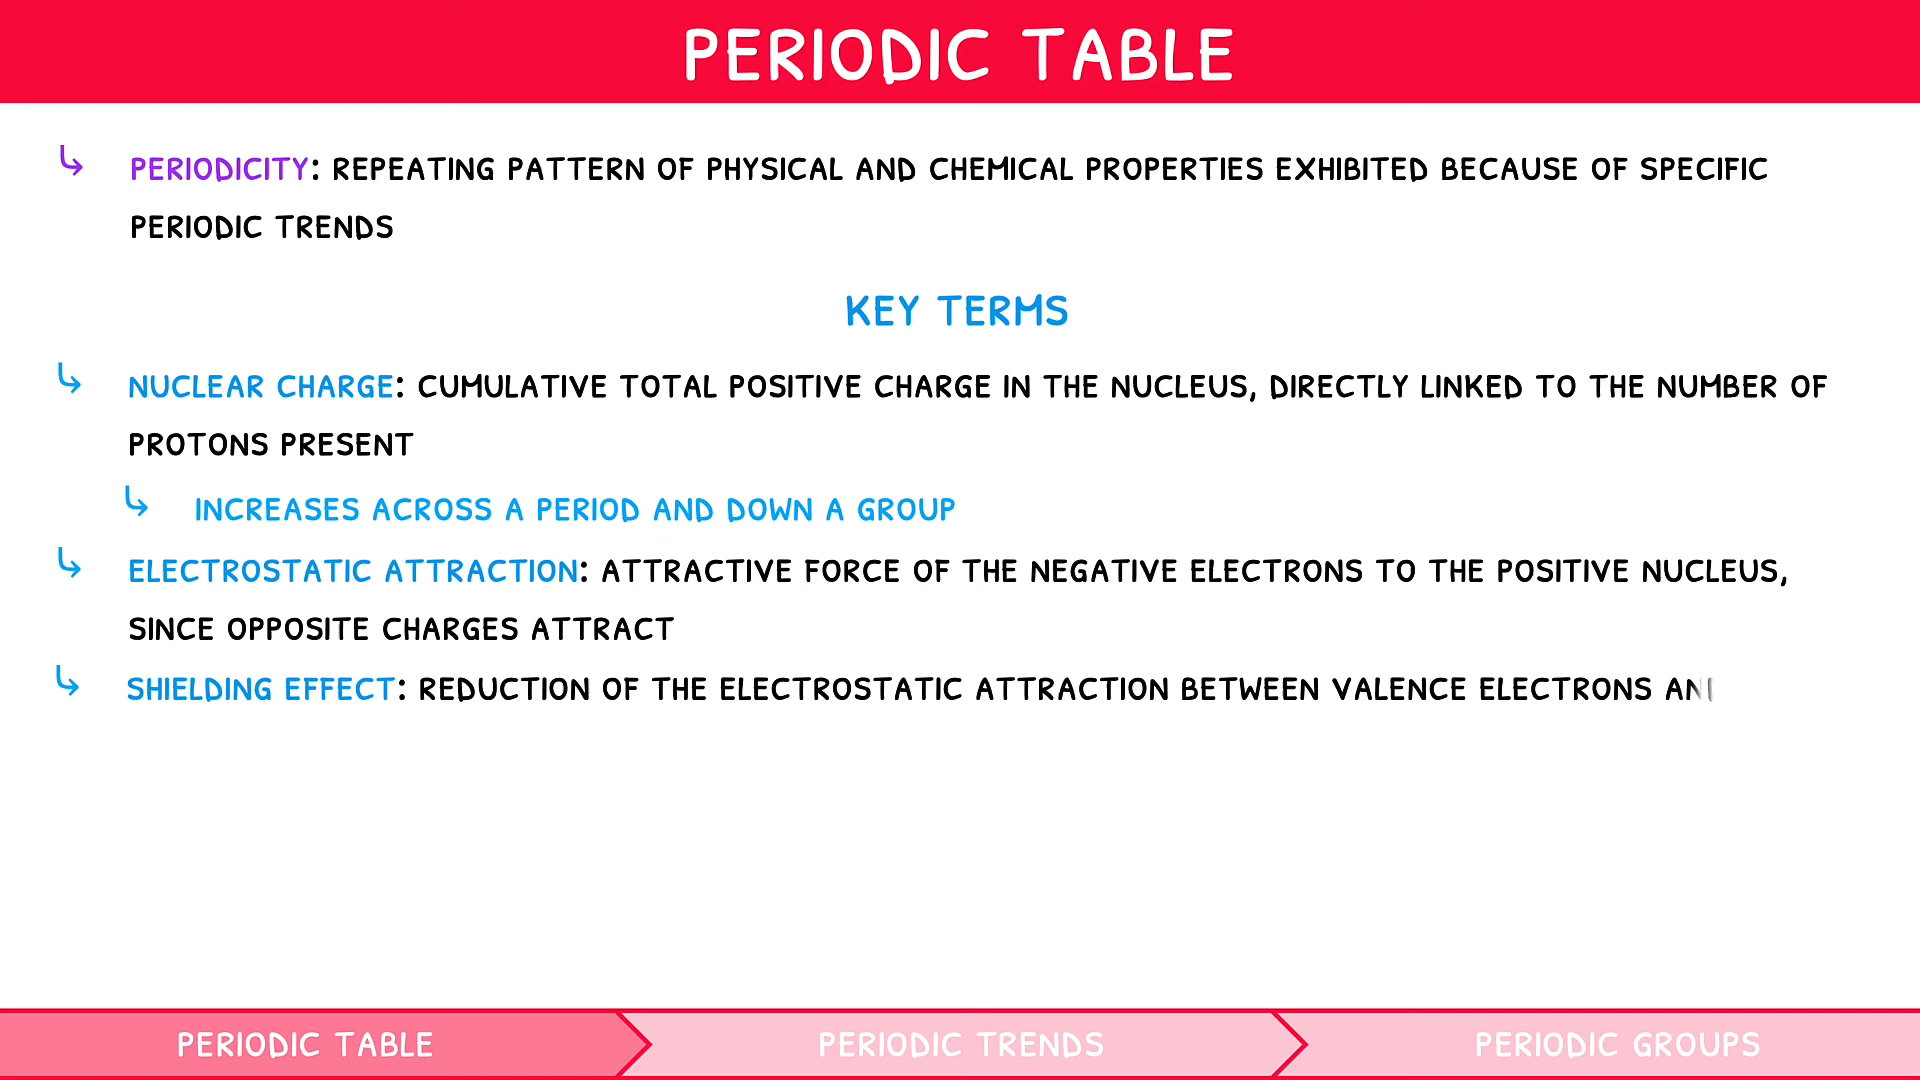 PERIODIC TABLE
↳ PERIODICITY: REPEATING PATTERN OF PHYSICAL AND CHEMICAL PROPERTIES EXHIBITED BECAUSE OF SPECIFIC
PERIODIC TRENDS
KEY TERMS
↳ NUCLEAR CHARGE: CUMULATIVE TOTAL POSITIVE CHARGE IN THE NUCLEUS, DIRECTLY LINKED TO THE NUMBER OF
PROTONS PRESENT
↳ INCREASES ACROSS A PERIOD AND DOWN A GROUP
↳ ELECTROSTATIC ATTRACTION: ATTRACTIVE FORCE OF THE NEGATIVE ELECTRONS TO THE POSITIVE NUCLEUS,
SINCE OPPOSITE CHARGES ATTRACT
↳ SHIELDING EFFECT: REDUCTION OF THE ELECTROSTATIC ATTRACTION BETWEEN VALENCE ELECTRONS
PERIODIC TABLE
PERIODIC TRENDS
PERIODIC GROUPS